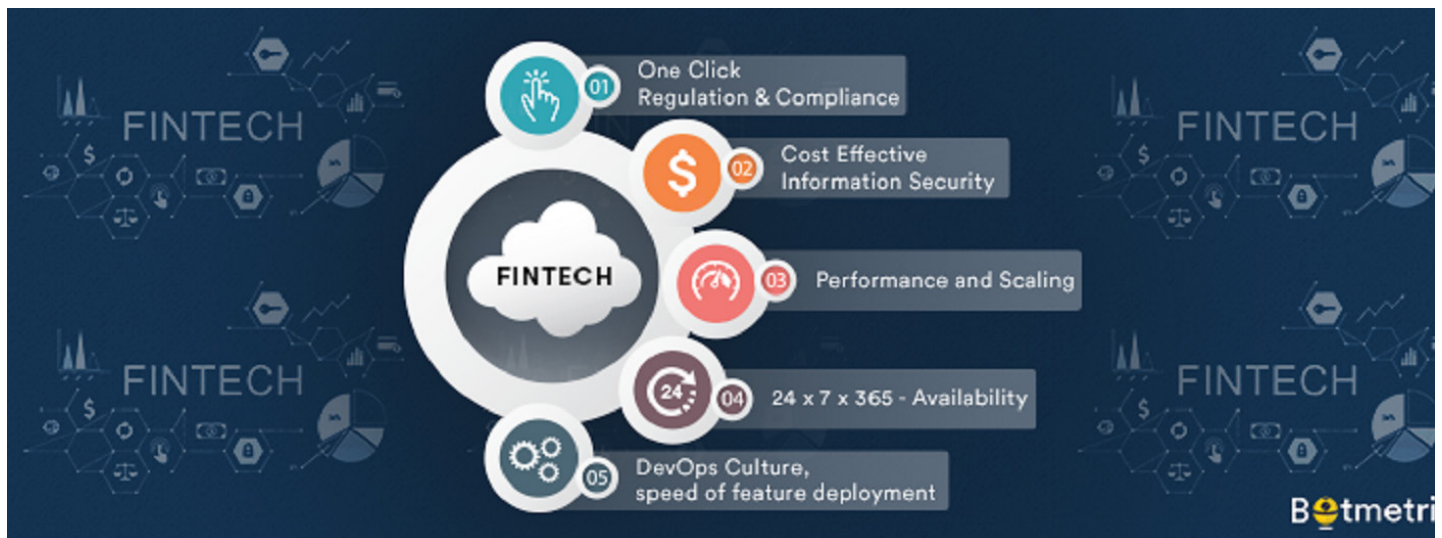 FINTECH
FINTECH
FINTECH
FINTECH
FINTECH
01
One Click
Regulation & Compliance
02
Cost Effective
Information Security
03
Performance and Scaling
24
04
24 x 7 x 365 - Availability
05
DevOps Culture,
speed of feature deployment
Botmetri